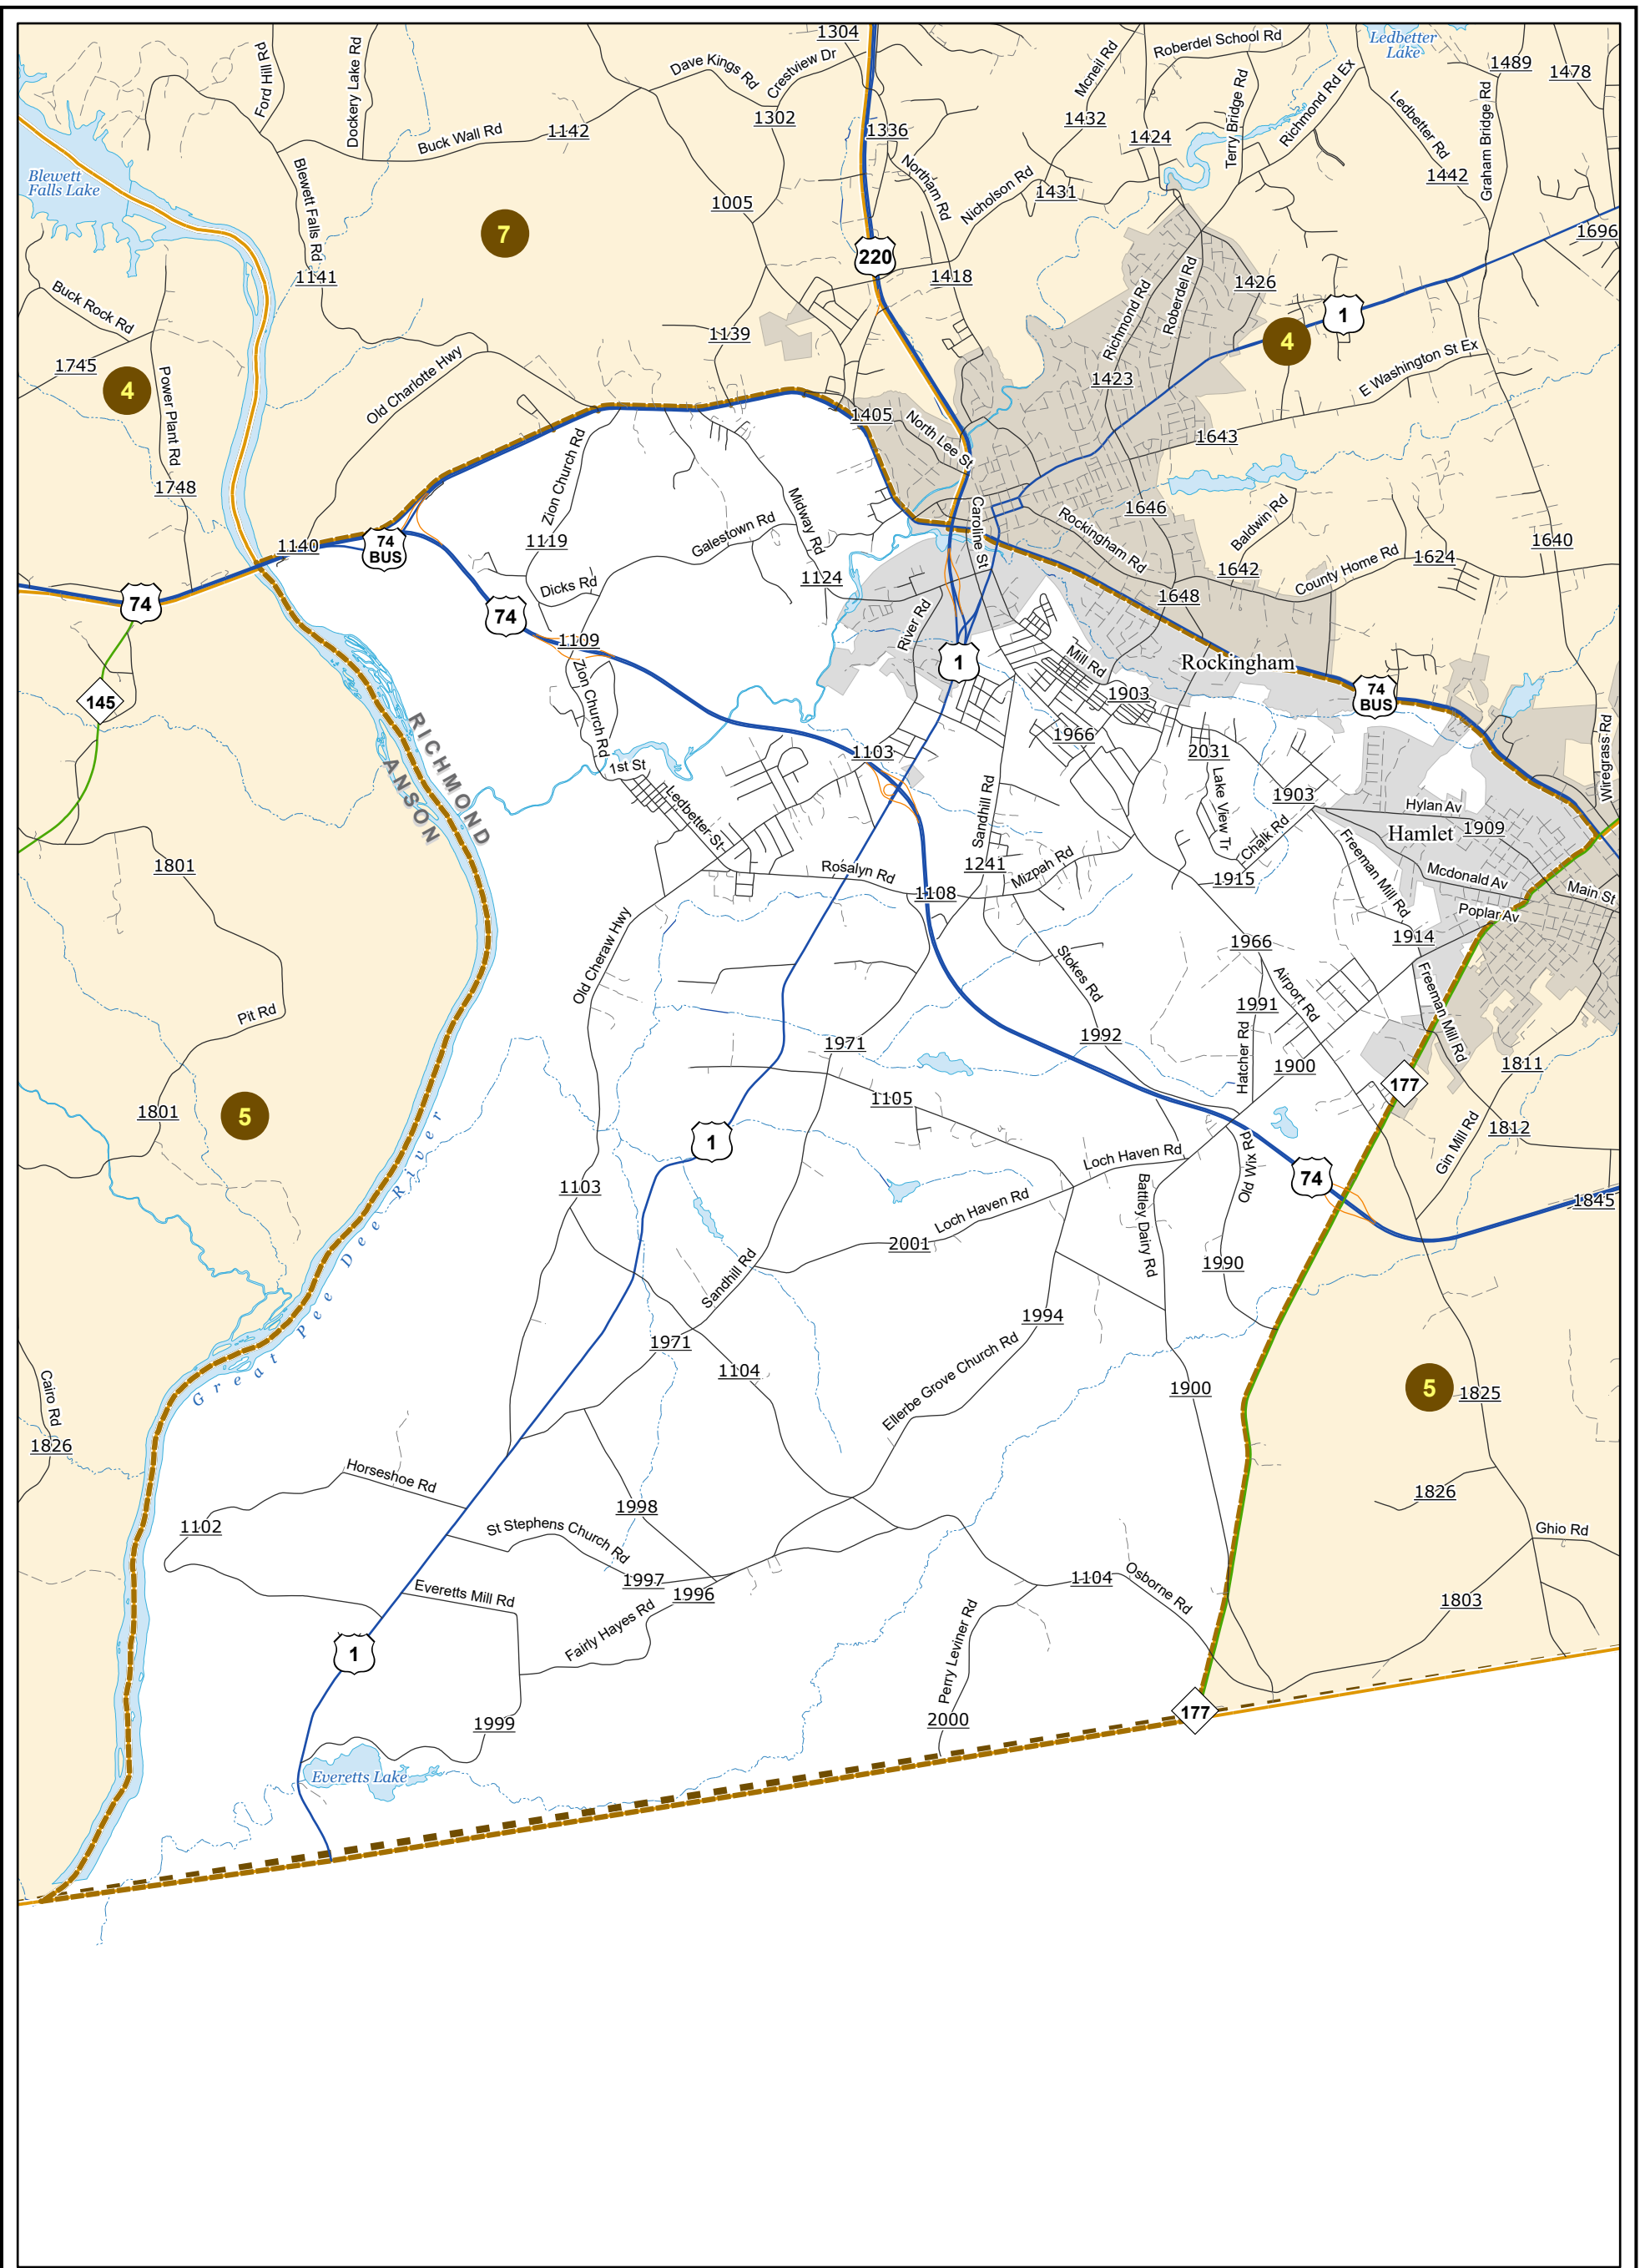 1304
Ford Hill Rd
Dockery Lake Rd
Dave Kings Rd
Crestview Dr
Mcneil Rd
Roberdel School Rd
Ledbetter
Lake
1489
1478
Buck Wall Rd
1142
1302
1336
1432
1424
Terry Bridge Rd
Richmond Rd Ex
Ledbetter Rd
Graham Bridge Rd
Blewett
Falls Lake
Blewett Falls Rd
1005
Northam Rd
Nicholson Rd
1431
1442
7
220
1696
1141
1418
1426
Buck Rock Rd
Richmond Rd
Roberdel Rd
1
4
1139
1745
4
Power Plant Rd
Old Charlotte Hwy
1423
E Washington St Ex
1405
North Lee St
1643
Zion Church Rd
1748
Midway Rd
Caroline St
1646
Rockingham Rd
Baldwin Rd
1140
74
BUS
1119
Galestown Rd
1640
1624
County Home Rd
1642
74
Dicks Rd
1124
1648
74
1109
River Rd
1
Mill Rd
Rockingham
145
Zion Church Rd
1903
74
BUS
RICHMOND
ANSON
1103
1966
2031
Wiregrass Rd
1st St
Ledbetter St
Sandhill Rd
Lake View Tr
1903
Hylan Av
Hamlet
1909
Chalk Rd
1801
Rosalyn Rd
1241
Mizpah Rd
1915
Freeman Mill Rd
Mcdonald Av
Main St
1108
Poplar Av
Old Cheraw Hwy
1966
1914
Stokes Rd
Airport Rd
Freeman Mill Rd
Pit Rd
1991
1971
1992
Hatcher Rd
1900
1811
177
1801
5
1105
1812
Gin Mill Rd
1
Loch Haven Rd
Old Wix Rd
74
1103
Battley Dairy Rd
1845
Great Pee Dee River
Loch Haven Rd
2001
1990
Sandhill Rd
1994
1971
1104
Ellerbe Grove Church Rd
1900
5
1825
Cairo Rd
1826
Horseshoe Rd
1998
1826
1102
St Stephens Church Rd
Ghio Rd
1997
1996
1104
Osborne Rd
Everetts Mill Rd
1803
Fairly Hayes Rd
Perry Leviner Rd
1
1999
2000
177
Everetts Lake